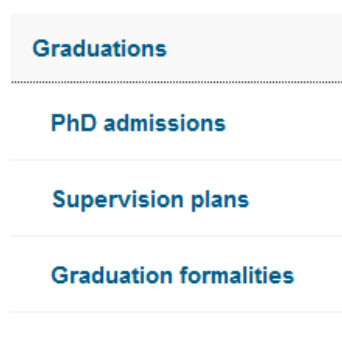 Graduations
PhD admissions
Supervision plans
Graduation formalities